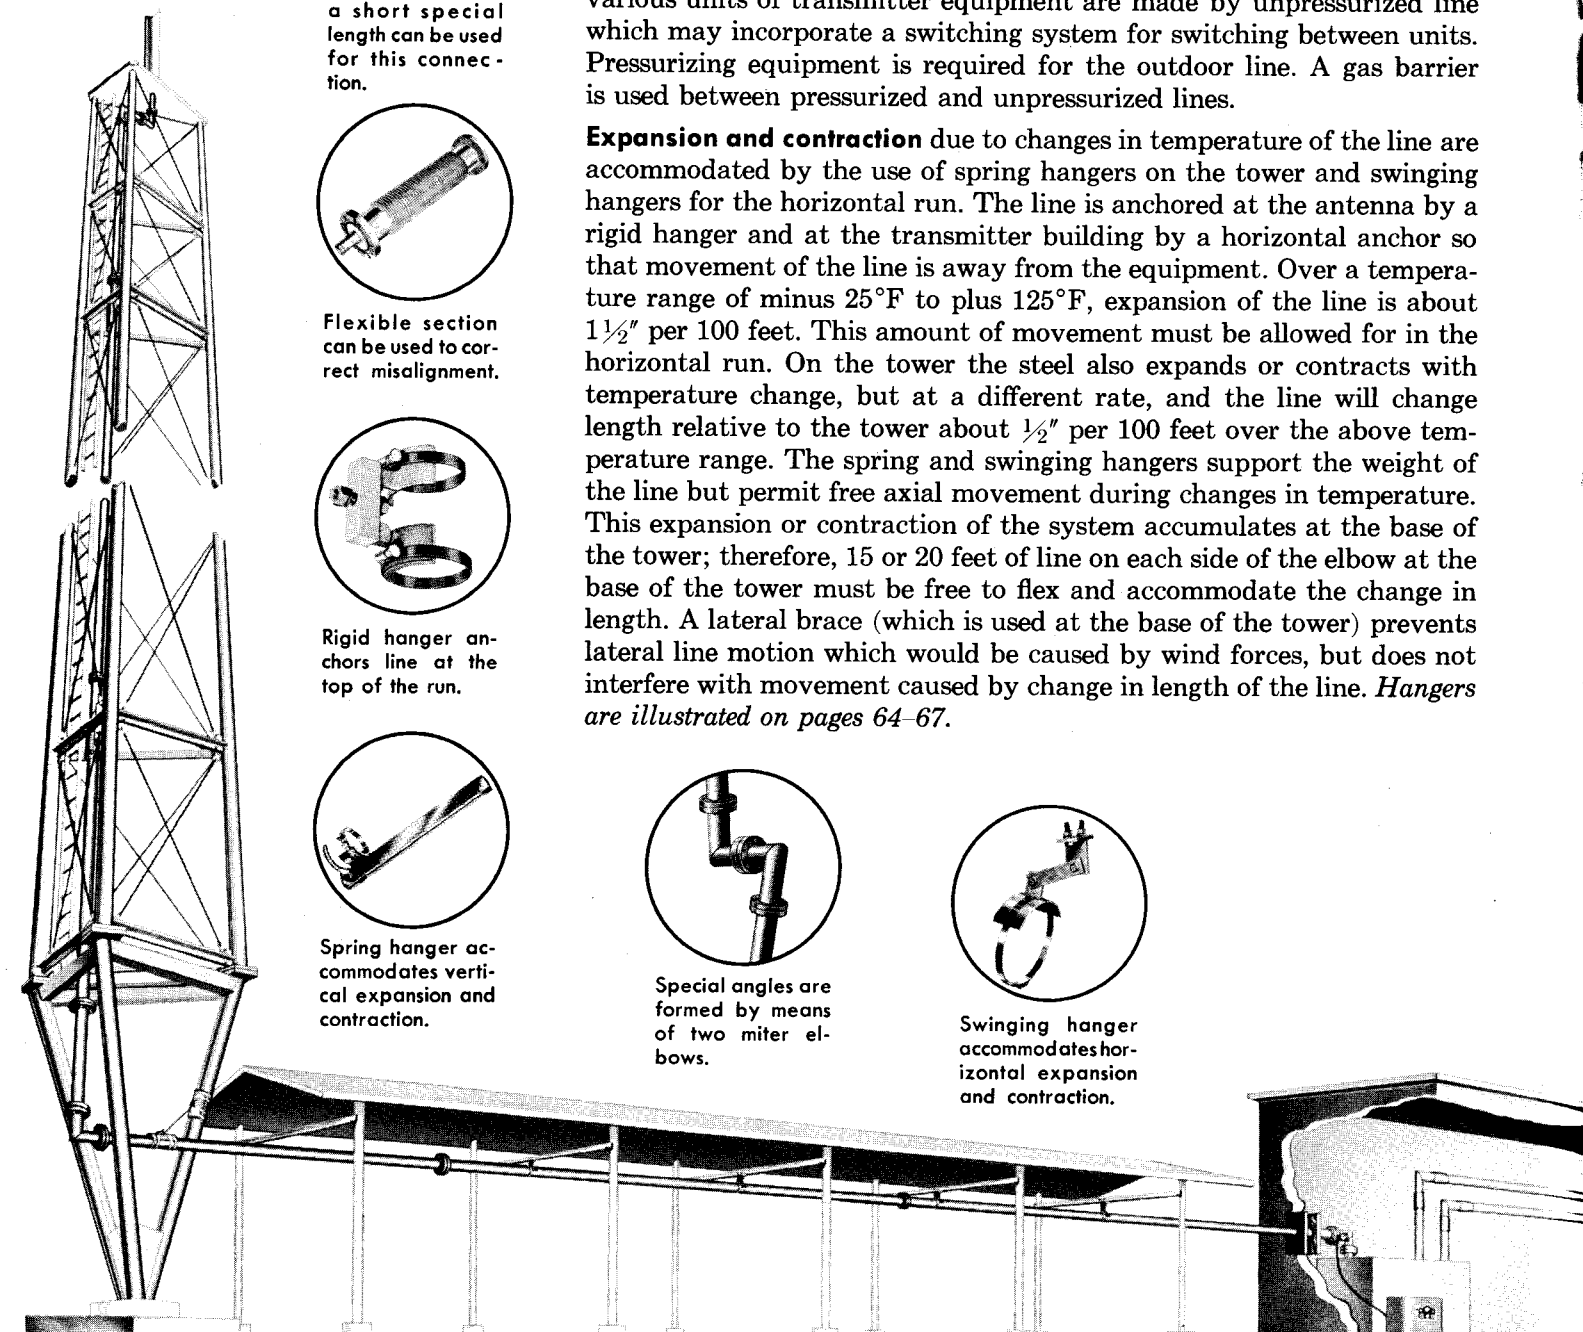 a short special
length can be used
for this connec-
tion.
Flexible section
can be used to cor-
rect misalignment.
Rigid hanger an-
chors line at the
top of the run.
Spring hanger ac-
commodates verti-
cal expansion and
contraction.
various units of transmitter equipment are made by unpressurized line
which may incorporate a switching system for switching between units.
Pressurizing equipment is required for the outdoor line. A gas barrier
is used between pressurized and unpressurized lines.
Expansion and contraction due to changes in temperature of the line are
accommodated by the use of spring hangers on the tower and swinging
hangers for the horizontal run. The line is anchored at the antenna by a
rigid hanger and at the transmitter building by a horizontal anchor so
that movement of the line is away from the equipment. Over a tempera-
ture range of minus 25°F to plus 125°F, expansion of the line is about
1½″ per 100 feet. This amount of movement must be allowed for in the
horizontal run. On the tower the steel also expands or contracts with
temperature change, but at a different rate, and the line will change
length relative to the tower about ½″ per 100 feet over the above tem-
perature range. The spring and swinging hangers support the weight of
the line but permit free axial movement during changes in temperature.
This expansion or contraction of the system accumulates at the base of
the tower; therefore, 15 or 20 feet of line on each side of the elbow at the
base of the tower must be free to flex and accommodate the change in
length. A lateral brace (which is used at the base of the tower) prevents
lateral line motion which would be caused by wind forces, but does not
interfere with movement caused by change in length of the line. Hangers
are illustrated on pages 64–67.
Special angles are
formed by means
of two miter el-
bows.
Swinging hanger
accommodates hor-
izontal expansion
and contraction.